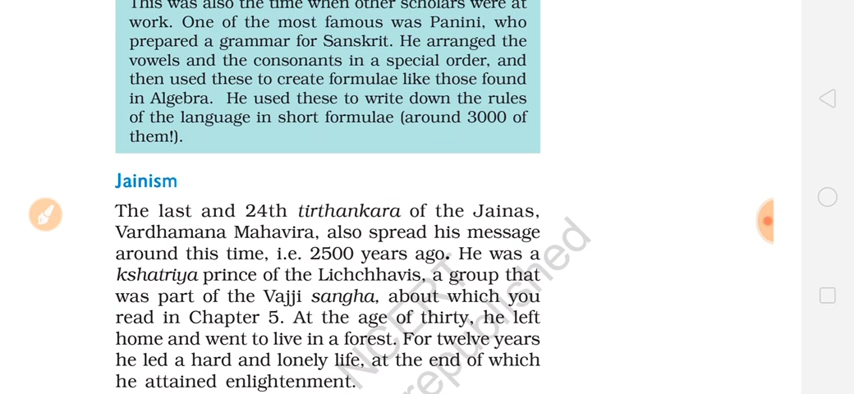 This was also the time when other scholars were at
work. One of the most famous was Panini, who
prepared a grammar for Sanskrit. He arranged the
vowels and the consonants in a special order, and
then used these to create formulae like those found
in Algebra. He used these to write down the rules
of the language in short formulae (around 3000 of
them!).
Jainism
The last and 24th tirthankara of the Jainas,
Vardhamana Mahavira, also spread his message
around this time, i.e. 2500 years ago. He was a
kshatriya prince of the Lichchhavis, a group that
was part of the Vajji sangha, about which you
read in Chapter 5. At the age of thirty, he left
home and went to live in a forest. For twelve years
he led a hard and lonely life, at the end of which
he attained enlightenment.
NCERT
republished